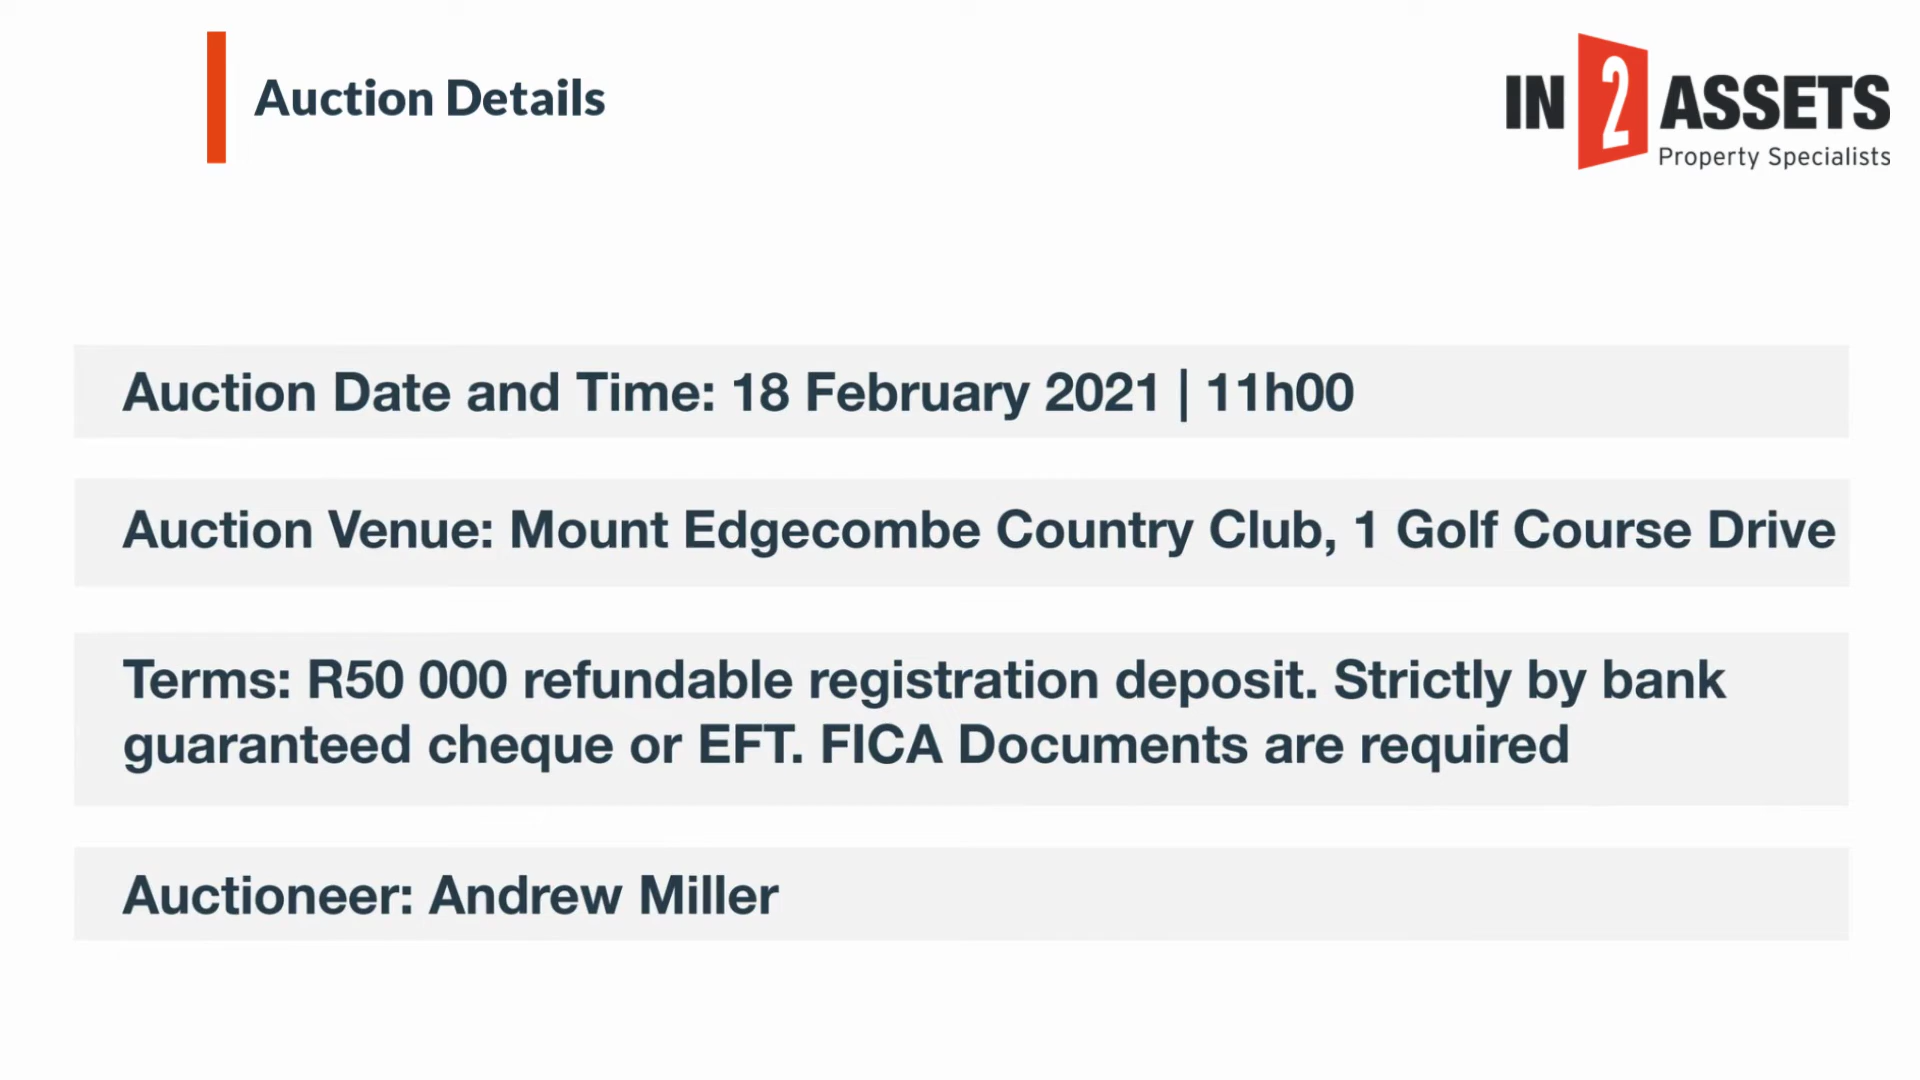 Auction Details
IN 2 ASSETS
Property Specialists
Auction Date and Time: 18 February 2021 | 11h00
Auction Venue: Mount Edgecombe Country Club, 1 Golf Course Drive
Terms: R50 000 refundable registration deposit. Strictly by bank
guaranteed cheque or EFT. FICA Documents are required
Auctioneer: Andrew Miller